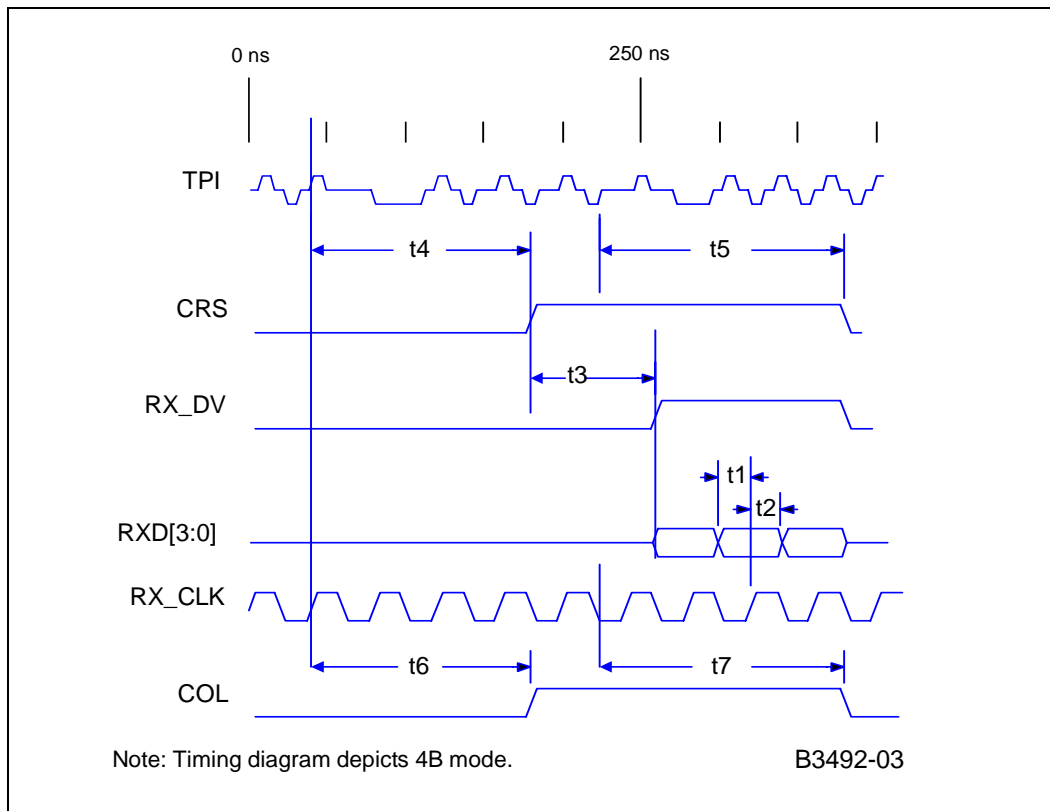 0 ns 250 ns
TPI
t4 t5
CRS
t3
RX_DV
t1
t2
RXD[3:0]
RX_CLK
t6 t7
COL
Note: Timing diagram depicts 4B mode. B3492-03